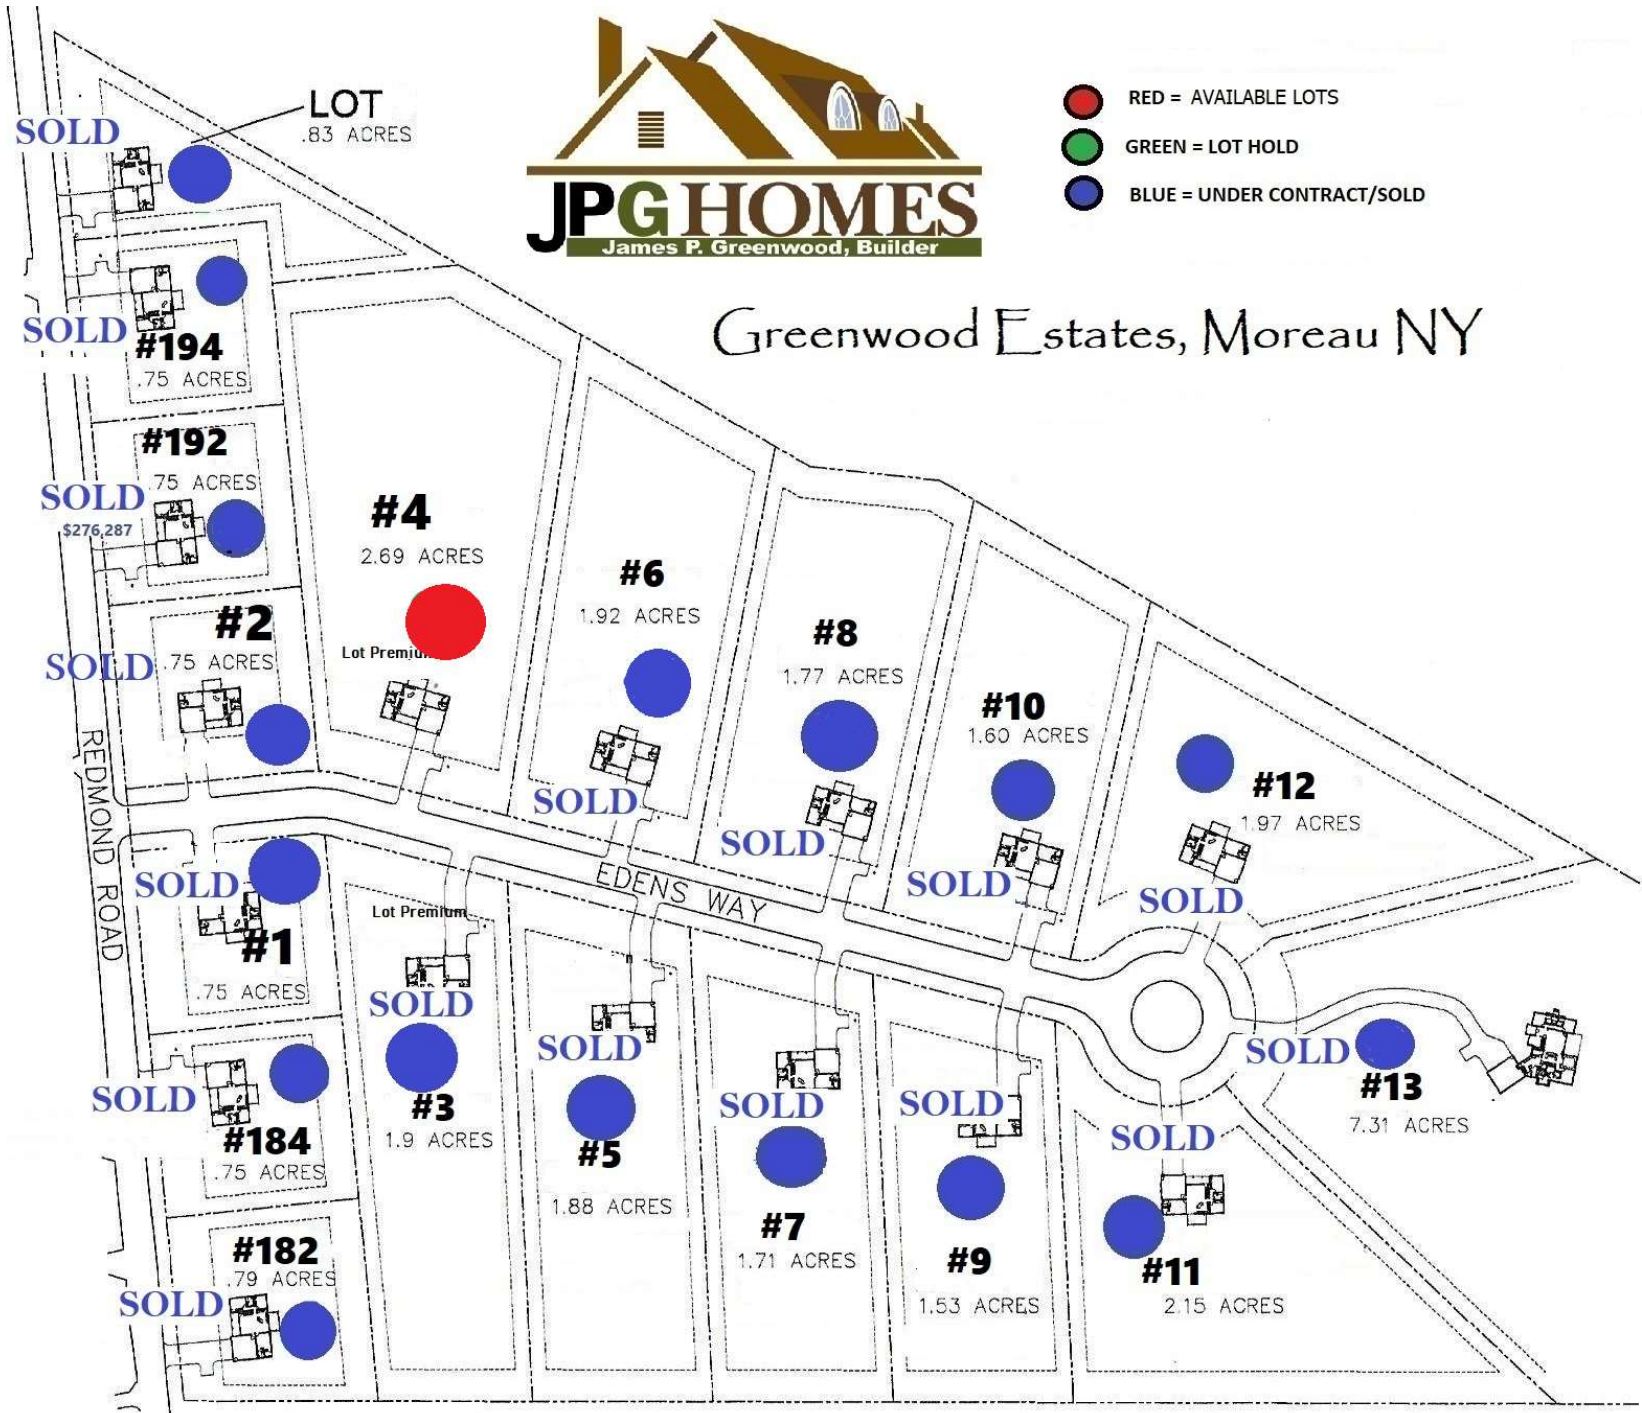 LOT
.83 ACRES
SOLD
JPG HOMES
James P. Greenwood, Builder
RED = AVAILABLE LOTS
GREEN = LOT HOLD
BLUE = UNDER CONTRACT/SOLD
Greenwood Estates, Moreau NY
SOLD
#194
.75 ACRES
#192
.75 ACRES
SOLD
$276,287
#2
.75 ACRES
SOLD
#4
2.69 ACRES
Lot Premium
#6
1.92 ACRES
SOLD
#8
1.77 ACRES
SOLD
#10
1.60 ACRES
SOLD
#12
1.97 ACRES
SOLD
REDMOND ROAD
EDENS WAY
SOLD
#1
.75 ACRES
Lot Premium
SOLD
#3
1.9 ACRES
SOLD
#5
1.88 ACRES
SOLD
#7
1.71 ACRES
SOLD
#9
1.53 ACRES
SOLD
#11
2.15 ACRES
SOLD
#13
7.31 ACRES
SOLD
#184
.75 ACRES
#182
.79 ACRES
SOLD